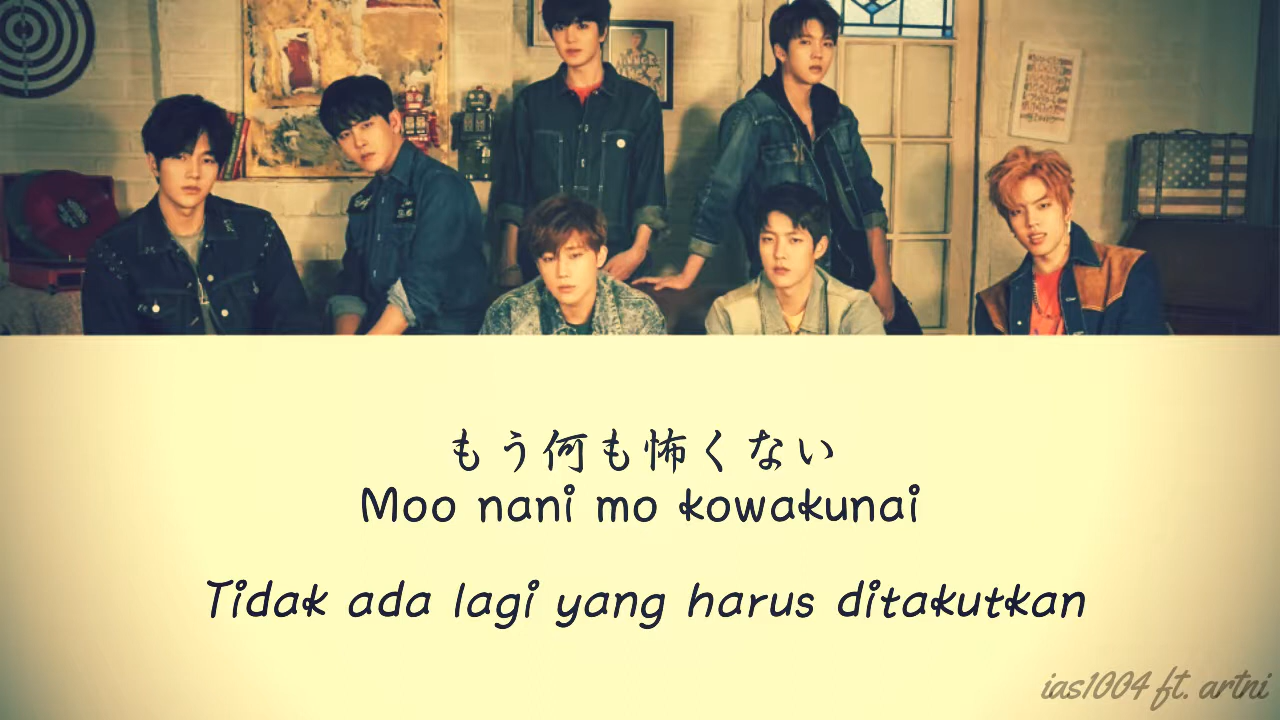 もう何も怖くない
Moo nani mo kowakunai
Tidak ada lagi yang harus ditakutkan
ias1004 ft. artni